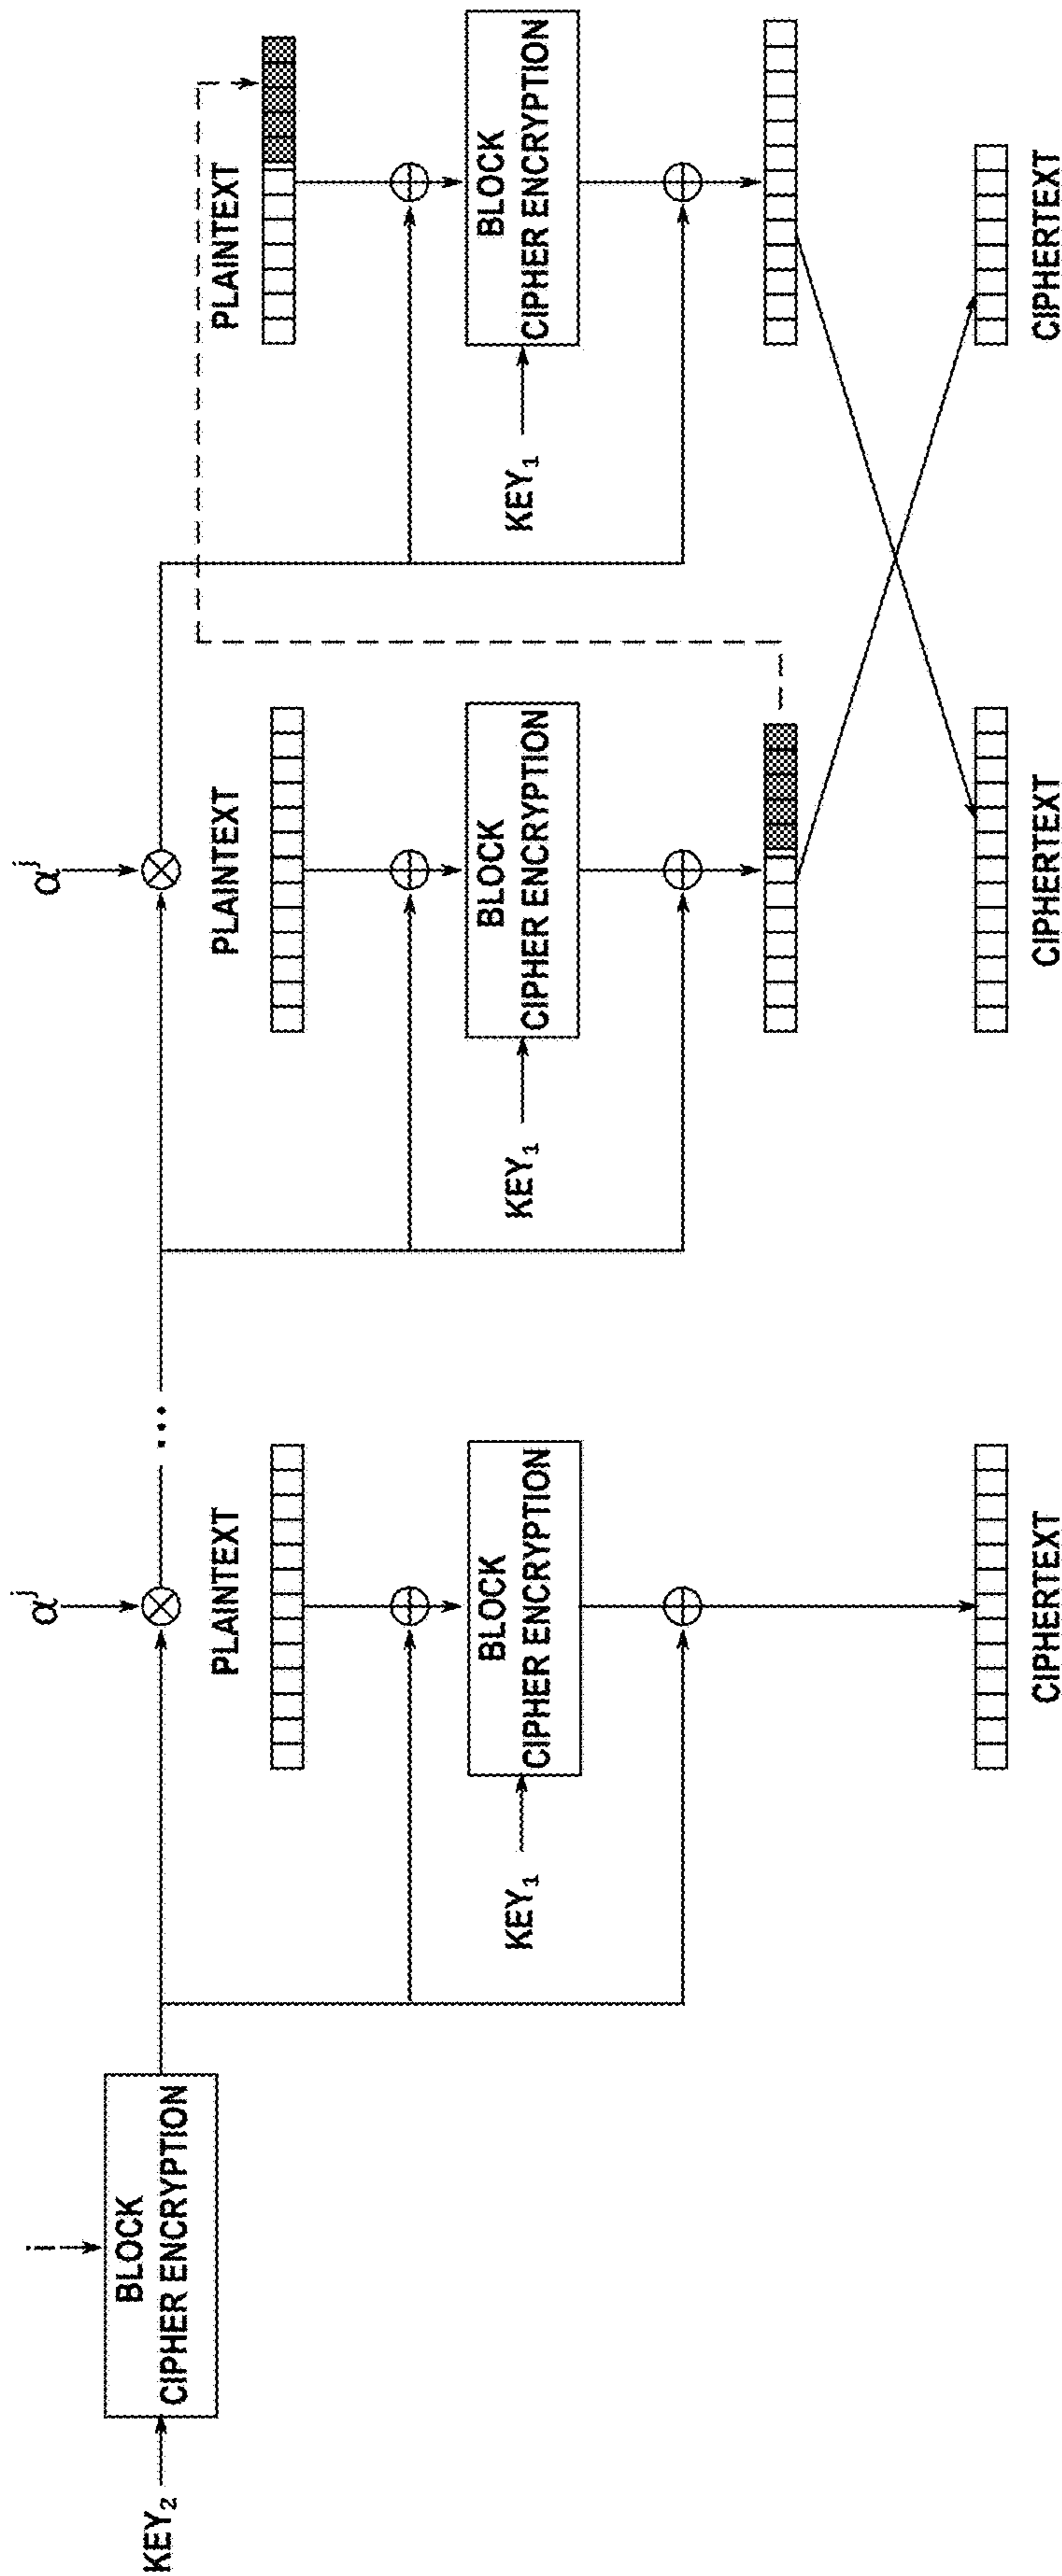 i
α^j
α^j
KEY₂
BLOCK
CIPHER ENCRYPTION
PLAINTEXT
PLAINTEXT
PLAINTEXT
KEY₁
BLOCK
CIPHER ENCRYPTION
KEY₁
BLOCK
CIPHER ENCRYPTION
KEY₁
BLOCK
CIPHER ENCRYPTION
...
CIPHERTEXT
CIPHERTEXT
CIPHERTEXT